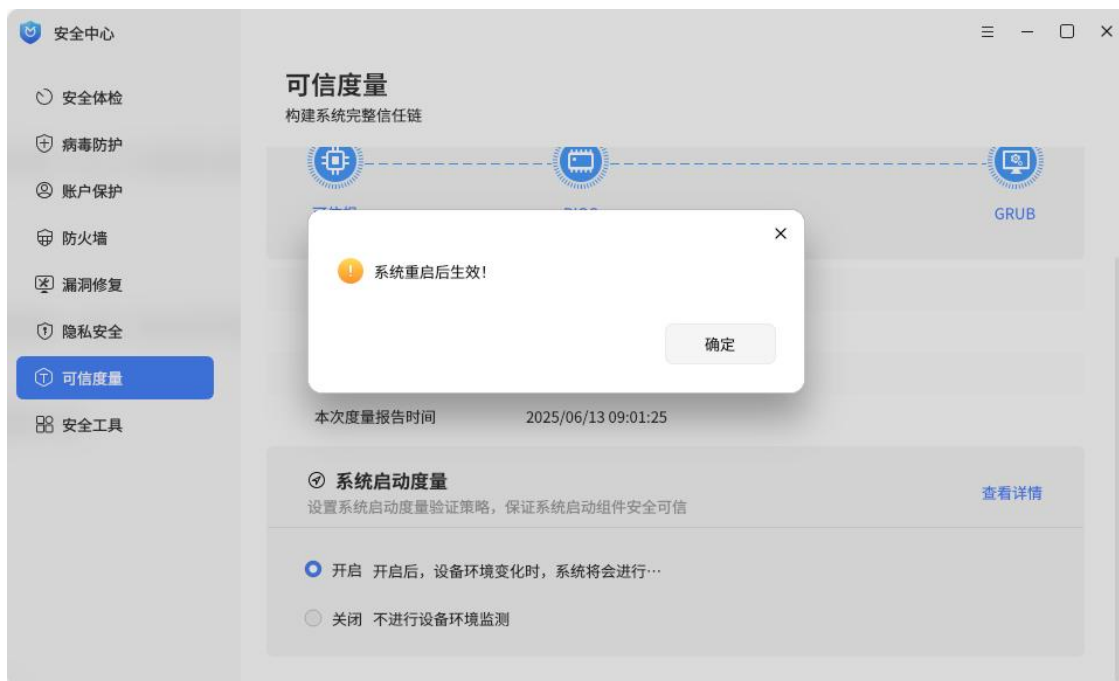 安全中心
安全体检
病毒防护
账户保护
防火墙
漏洞修复
隐私安全
可信度量
安全工具
可信度量
构建系统完整信任链
GRUB
系统重启后生效!
确定
本次度量报告时间 2025/06/13 09:01:25
系统启动度量
设置系统启动度量验证策略，保证系统启动组件安全可信
查看详情
开启 开启后，设备环境变化时，系统将会进行…
关闭 不进行设备环境监测